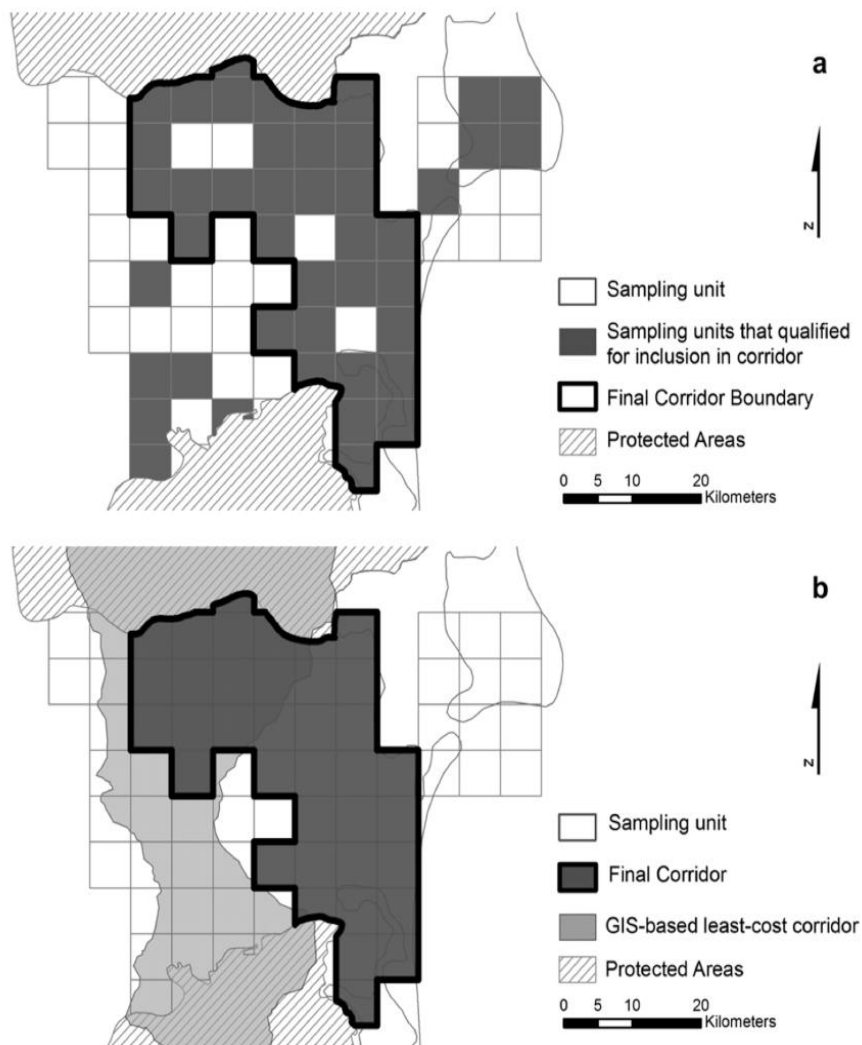 a
N
Sampling unit
Sampling units that qualified
for inclusion in corridor
Final Corridor Boundary
Protected Areas
0 5 10 20
Kilometers
b
N
Sampling unit
Final Corridor
GIS-based least-cost corridor
Protected Areas
0 5 10 20
Kilometers